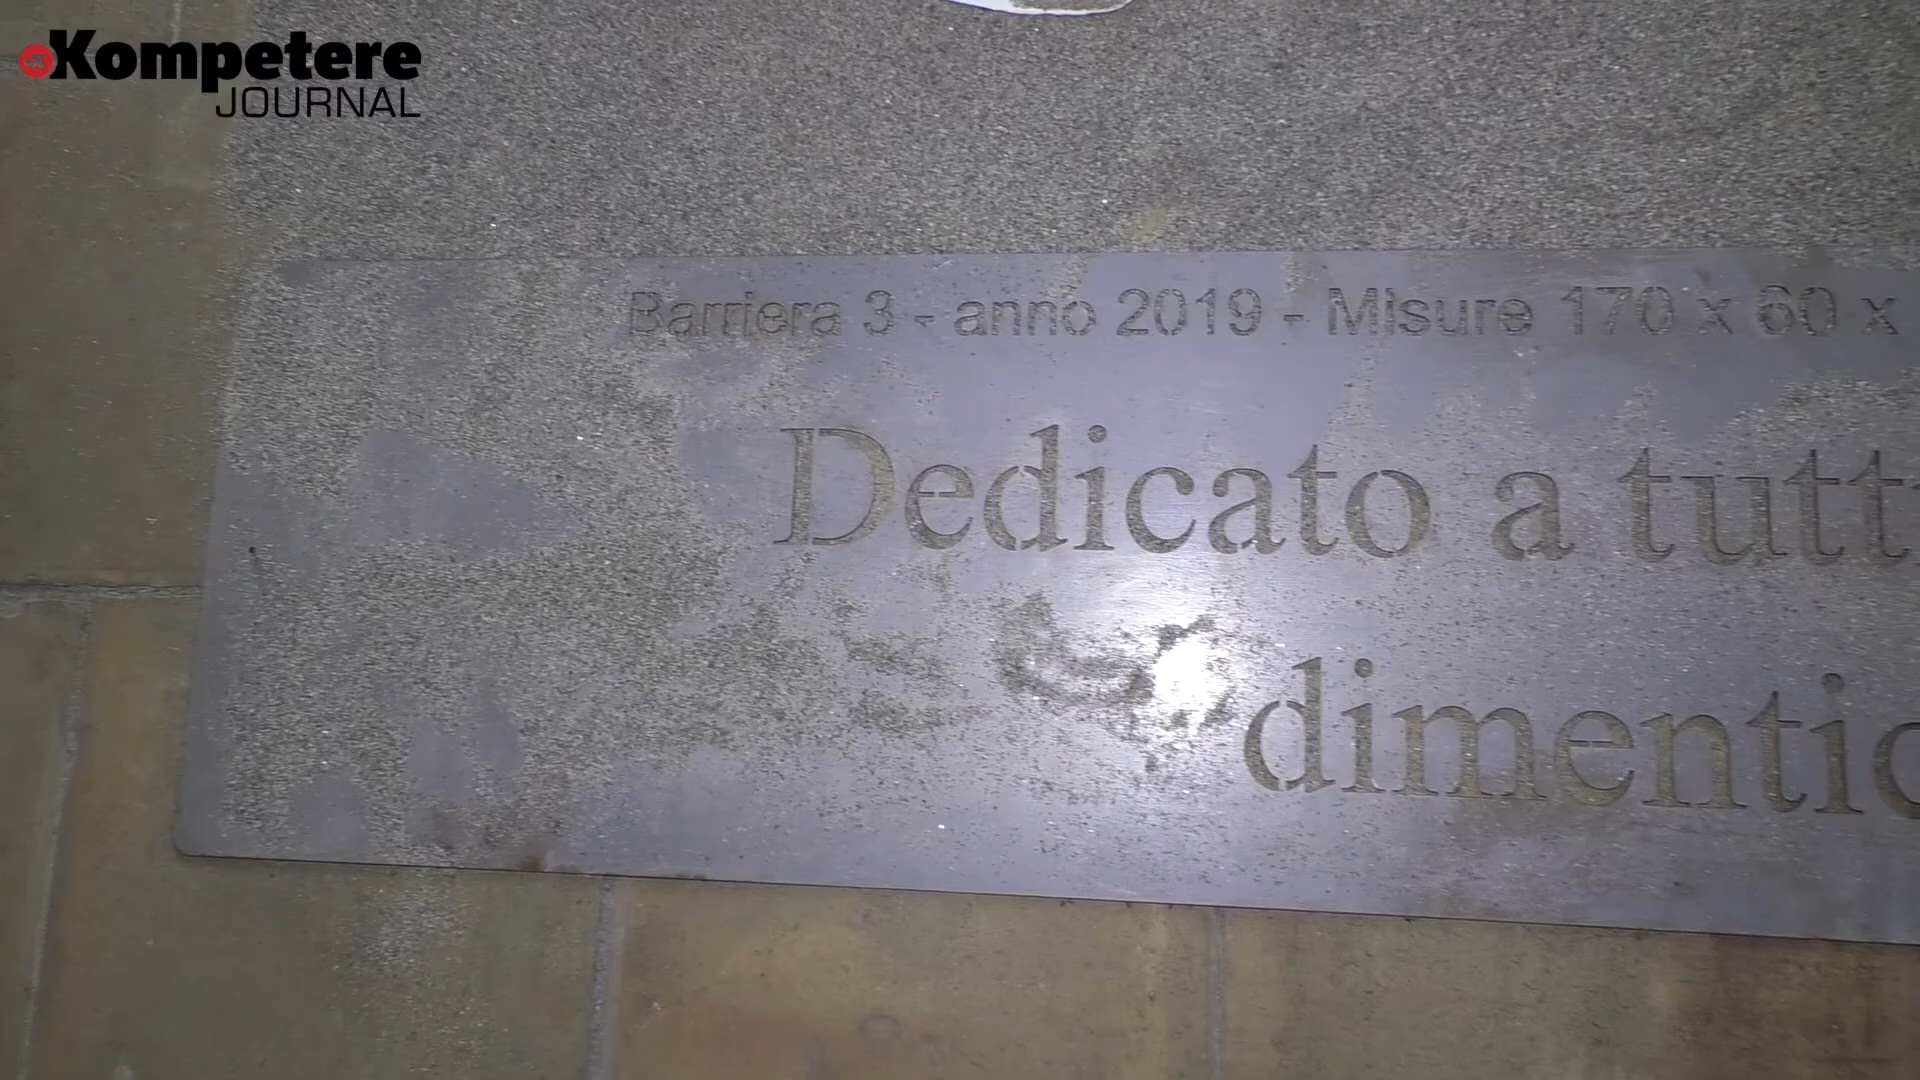 Kompetere
JOURNAL
Barriera 3 - anno 2019 - Misure 170 x 60 x
Dedicato a tutt
dimentic